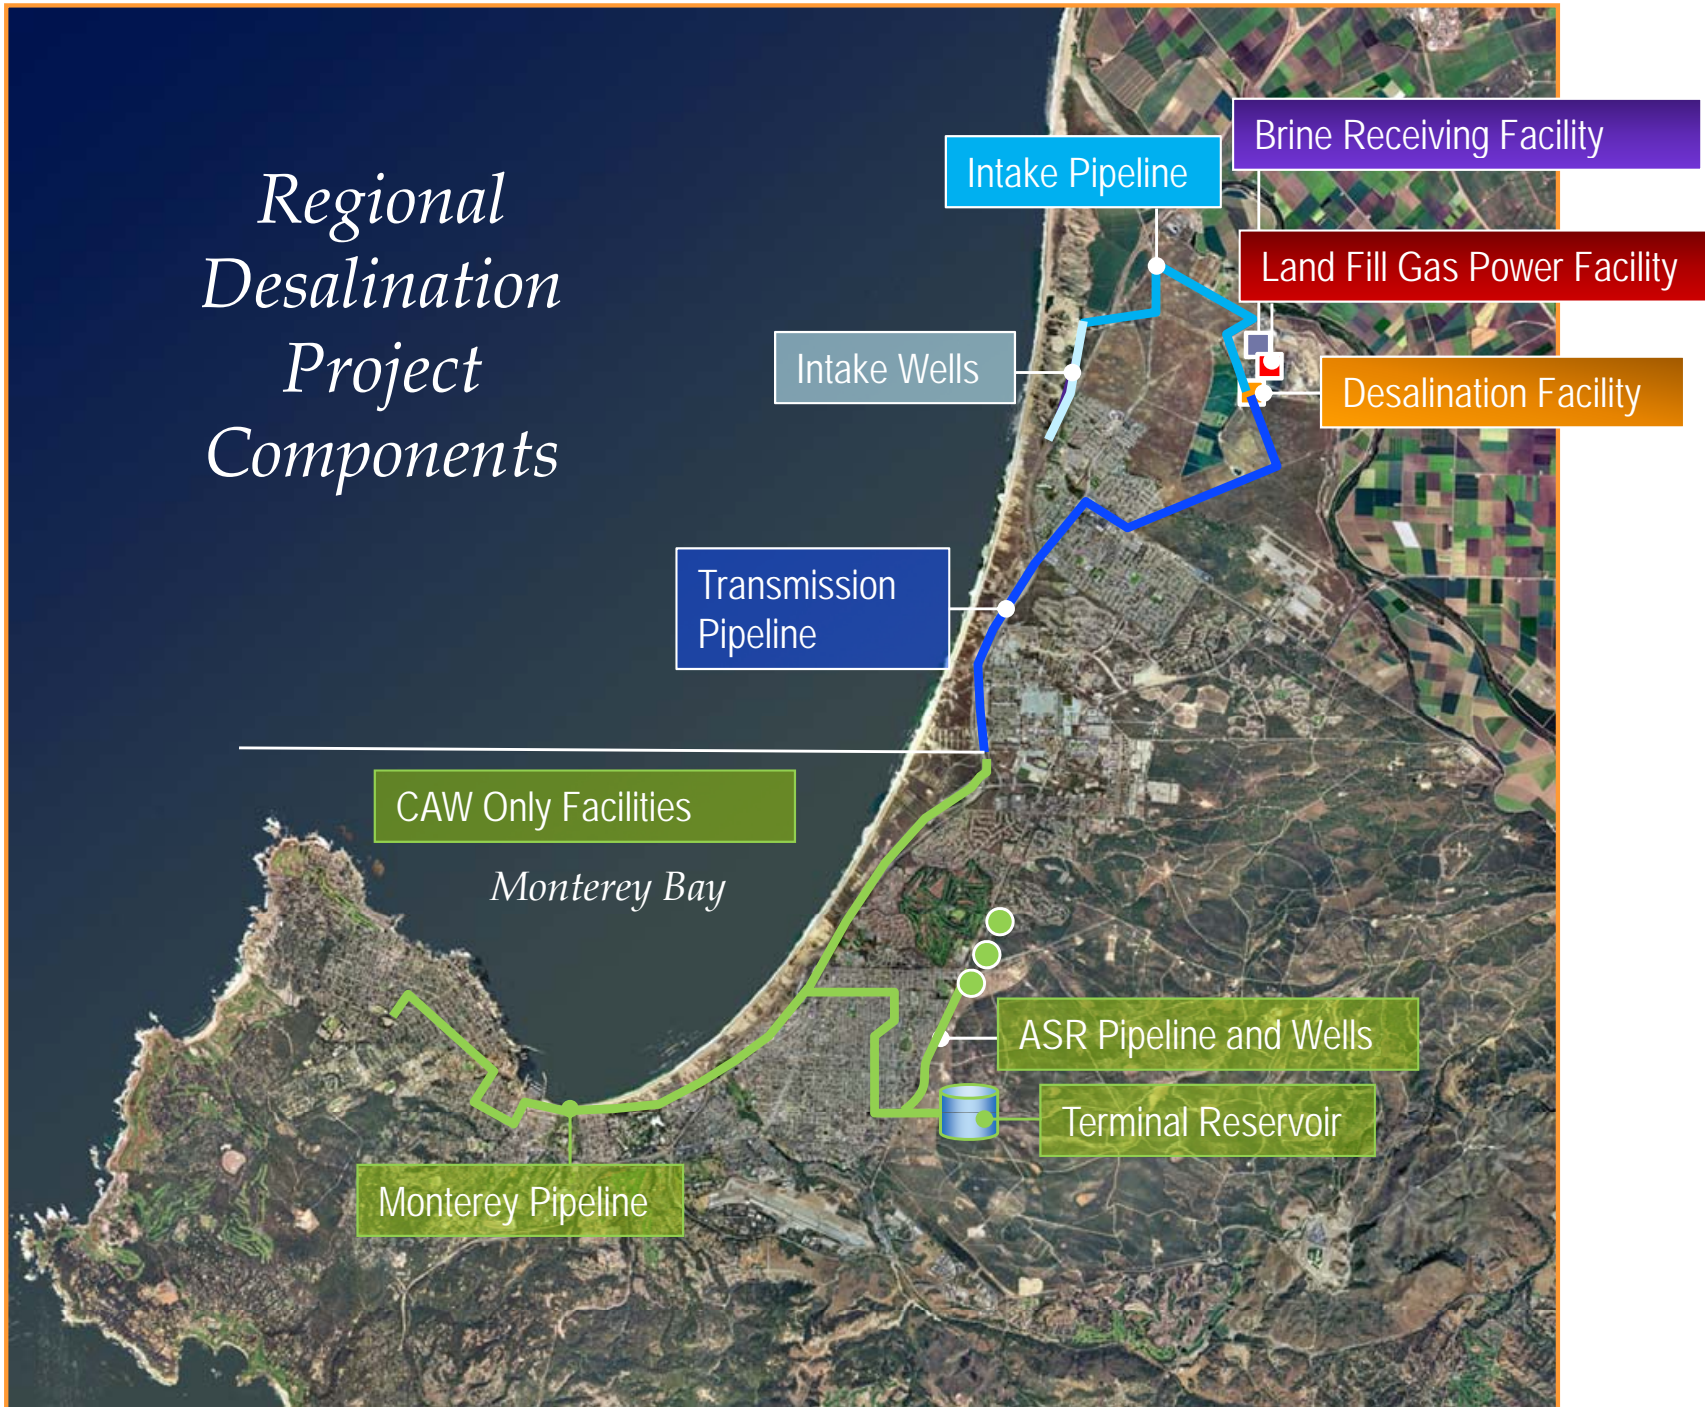 Regional
Desalination
Project
Components
Brine Receiving Facility
Intake Pipeline
Land Fill Gas Power Facility
Intake Wells
Desalination Facility
Transmission
Pipeline
CAW Only Facilities
Monterey Bay
ASR Pipeline and Wells
Terminal Reservoir
Monterey Pipeline